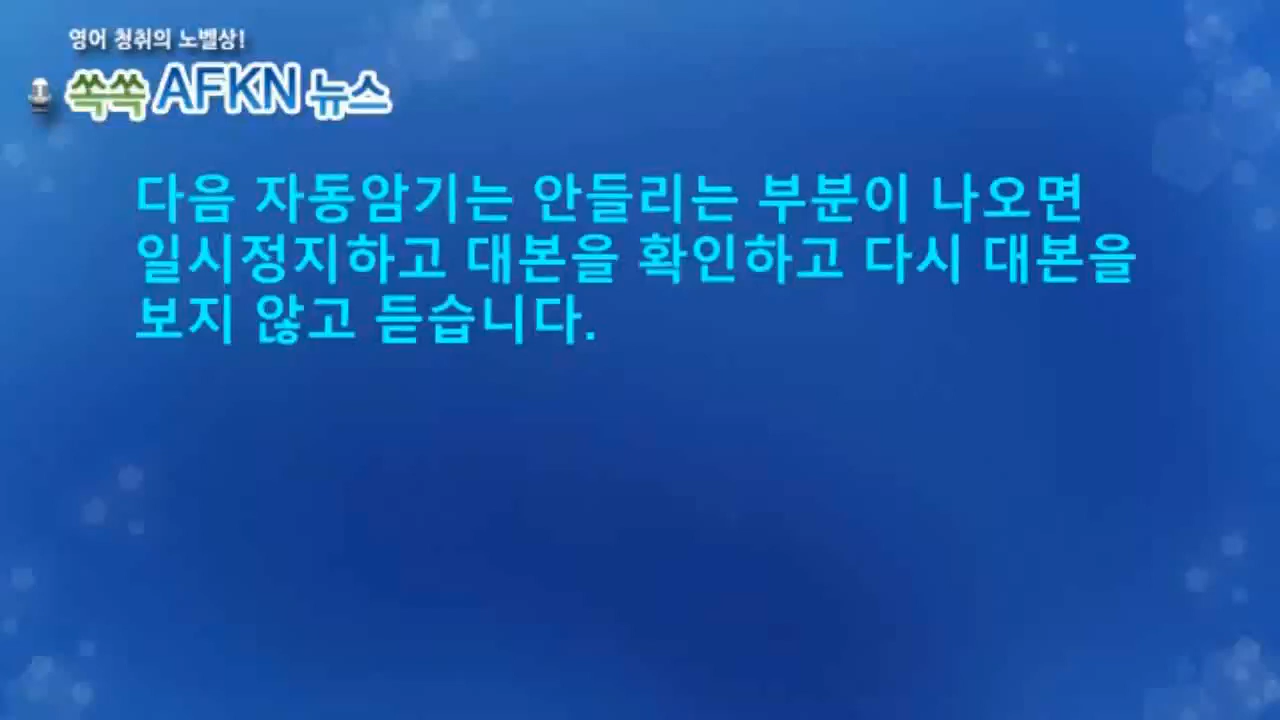 영어 청취의 노벨상!
쏙쏙 AFKN 뉴스
다음 자동암기는 안들리는 부분이 나오면
일시정지하고 대본을 확인하고 다시 대본을
보지 않고 듣습니다.